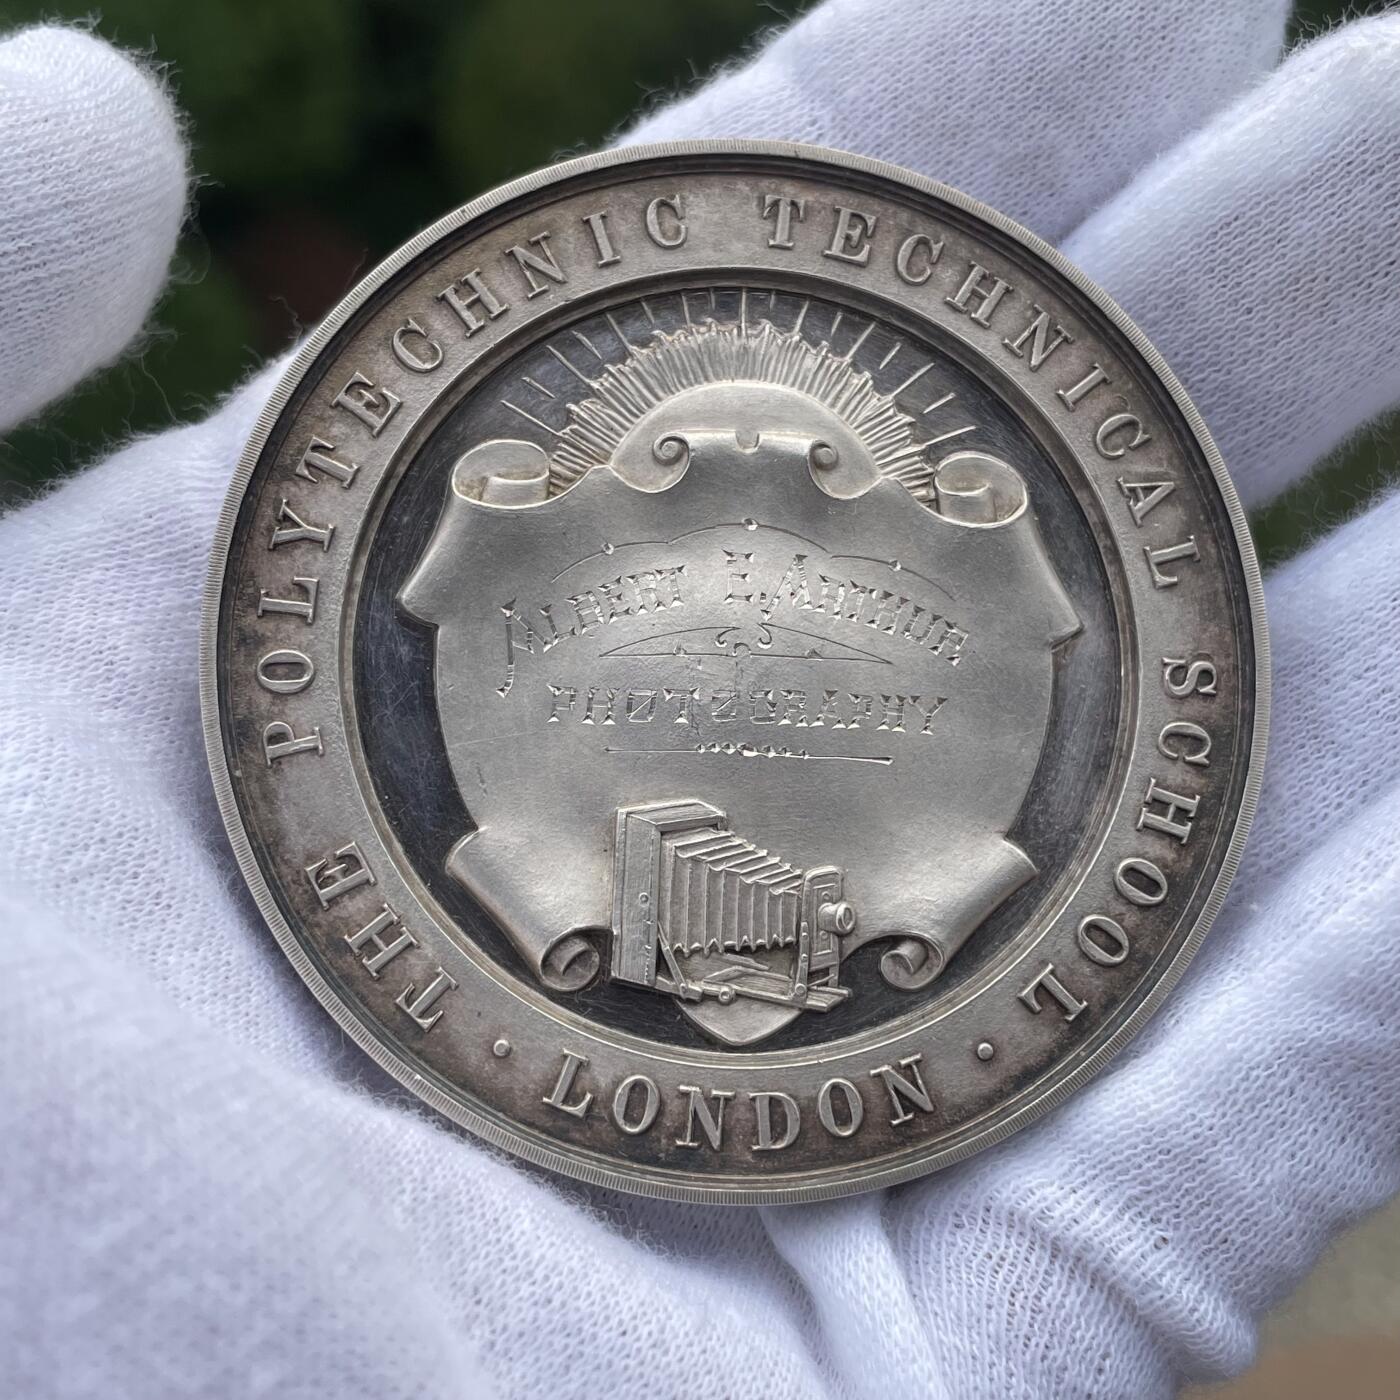 THE POLYTECHNIC TECHNICAL SCHOOL
· LONDON ·
ALBERT E. ARTHUR
PHOTOGRAPHY